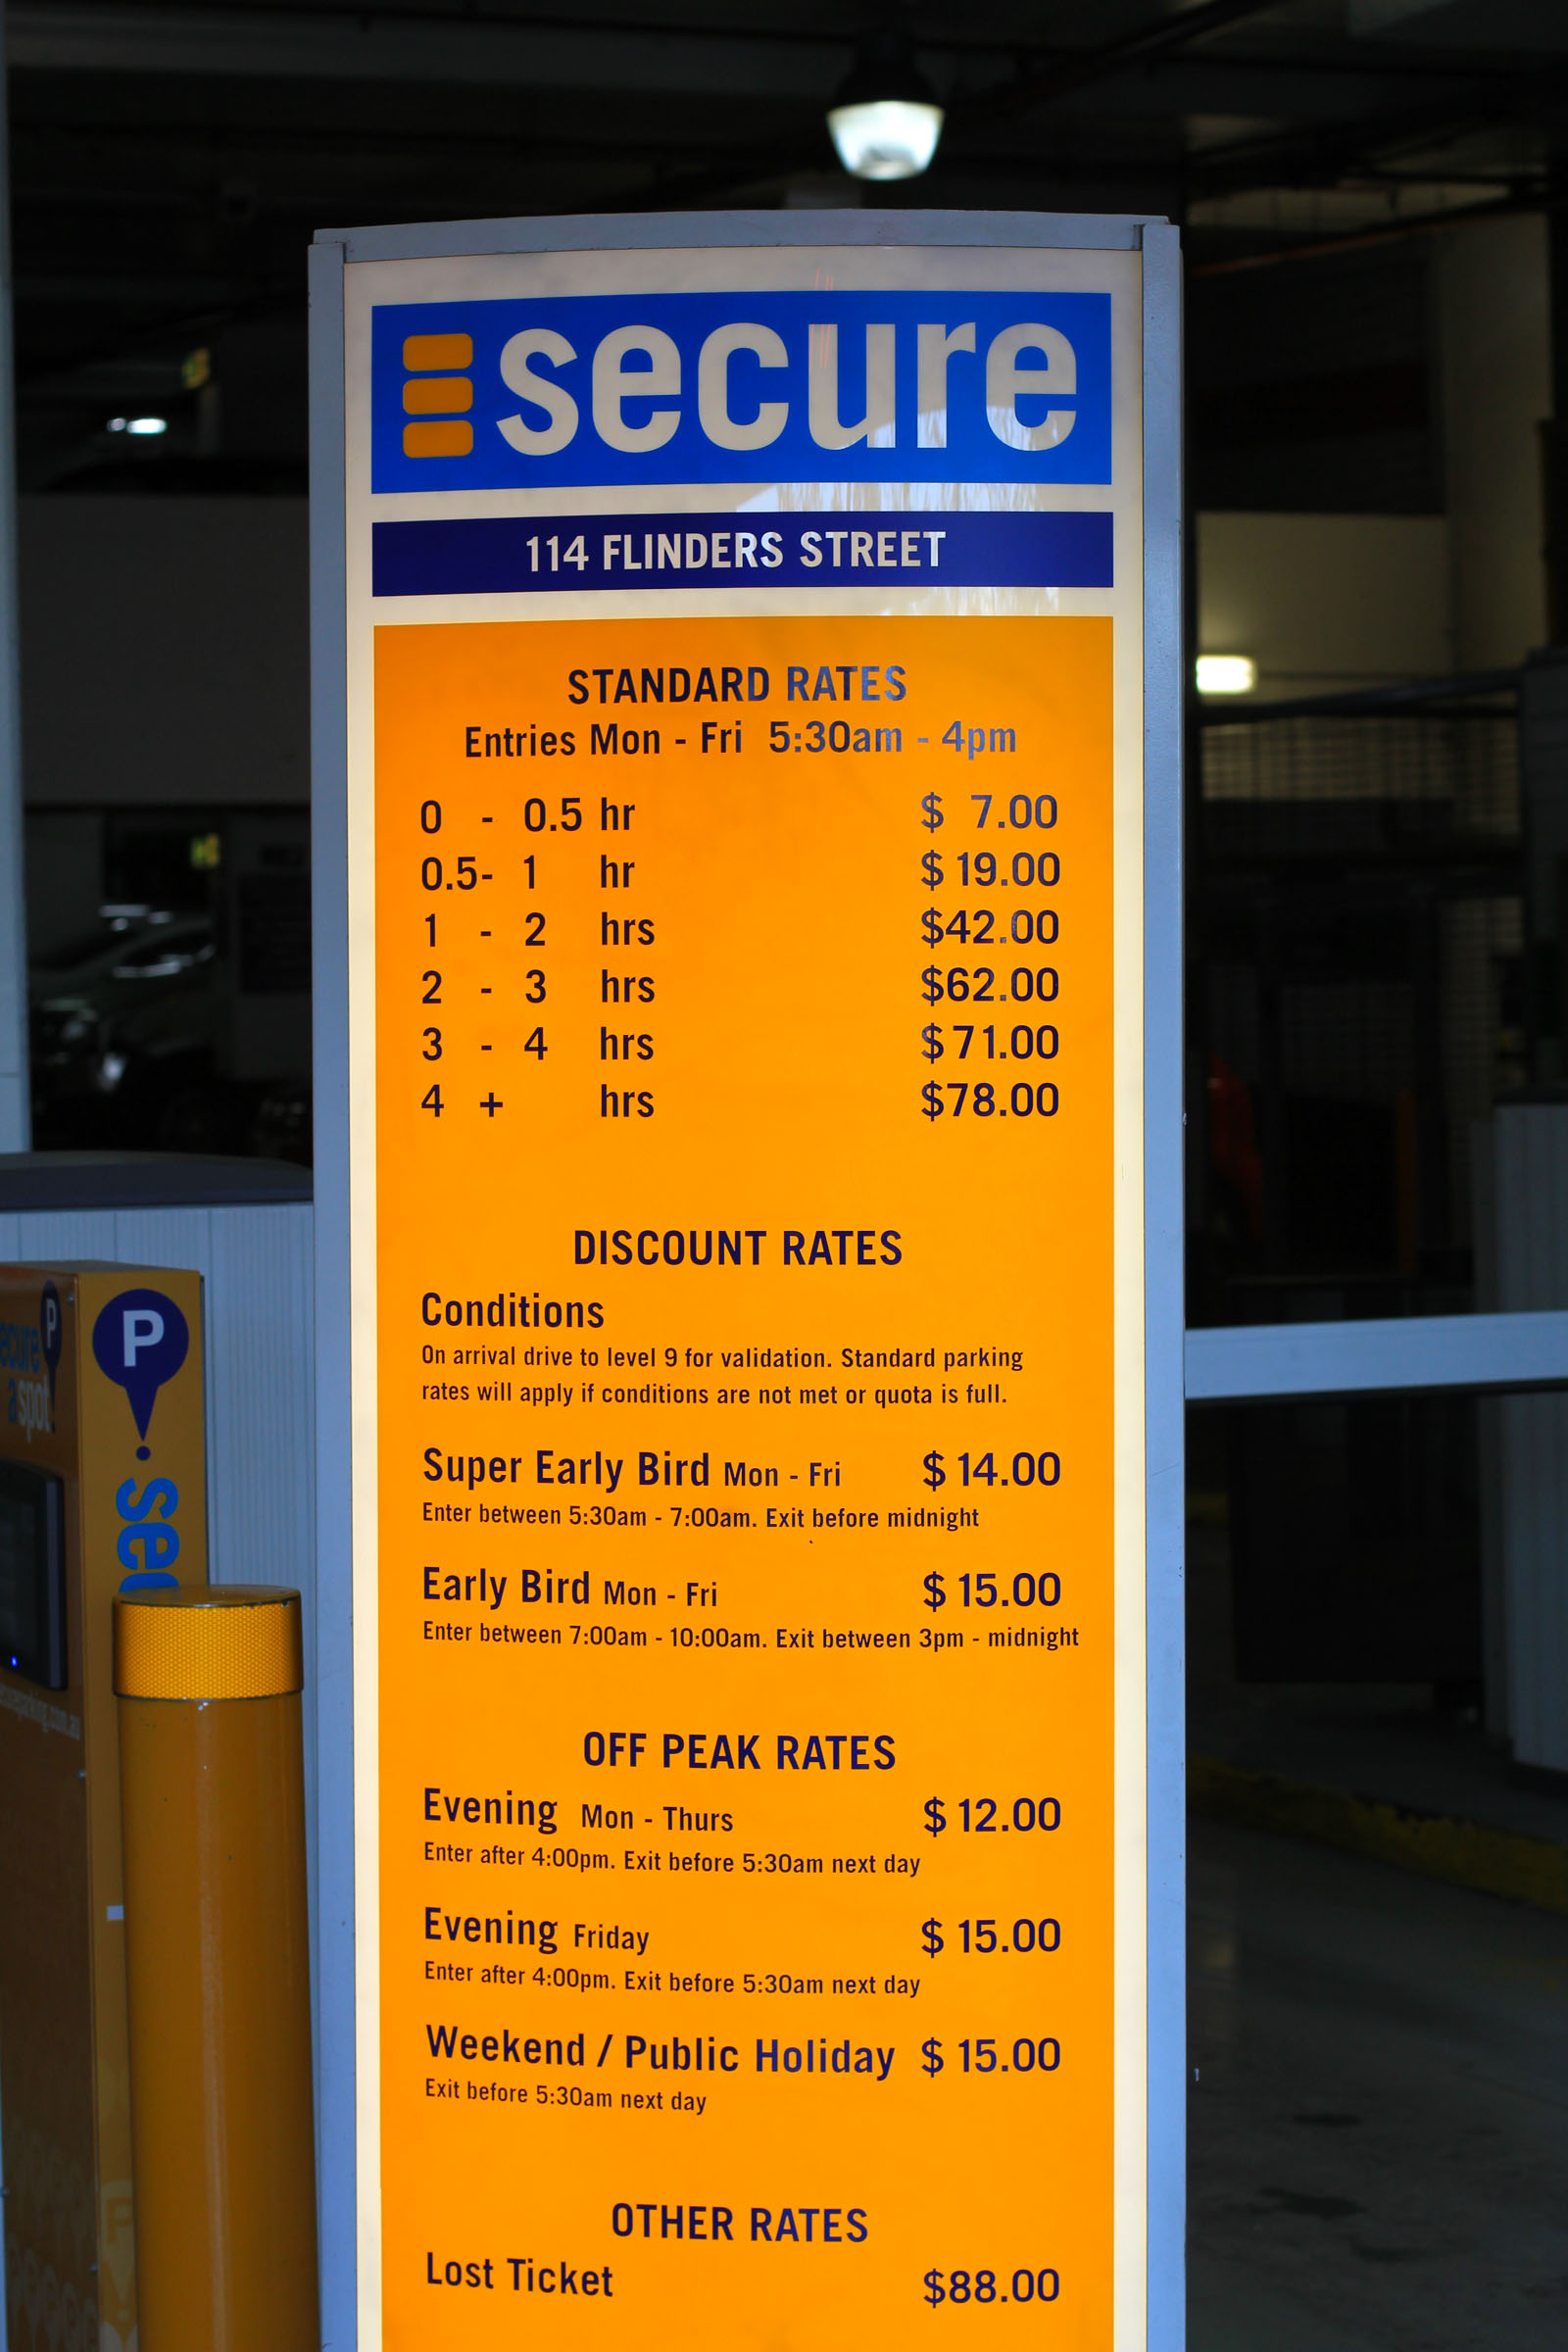 secure
114 FLINDERS STREET
STANDARD RATES
Entries Mon - Fri 5:30am - 4pm
0 - 0.5 hr $ 7.00
0.5- 1 hr $ 19.00
1 - 2 hrs $42.00
2 - 3 hrs $62.00
3 - 4 hrs $71.00
4 + hrs $78.00
DISCOUNT RATES
Conditions
On arrival drive to level 9 for validation. Standard parking
rates will apply if conditions are not met or quota is full.
Super Early Bird Mon - Fri $ 14.00
Enter between 5:30am - 7:00am. Exit before midnight
Early Bird Mon - Fri $ 15.00
Enter between 7:00am - 10:00am. Exit between 3pm - midnight
OFF PEAK RATES
Evening Mon - Thurs $ 12.00
Enter after 4:00pm. Exit before 5:30am next day
Evening Friday $ 15.00
Enter after 4:00pm. Exit before 5:30am next day
Weekend / Public Holiday $ 15.00
Exit before 5:30am next day
OTHER RATES
Lost Ticket $88.00
P
P
a spot